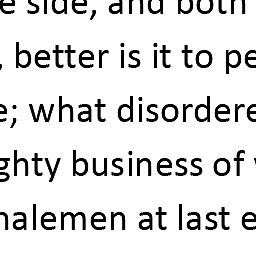 e side, and both
, better is it to pe
e; what disordere
ghty business of
halemen at last e